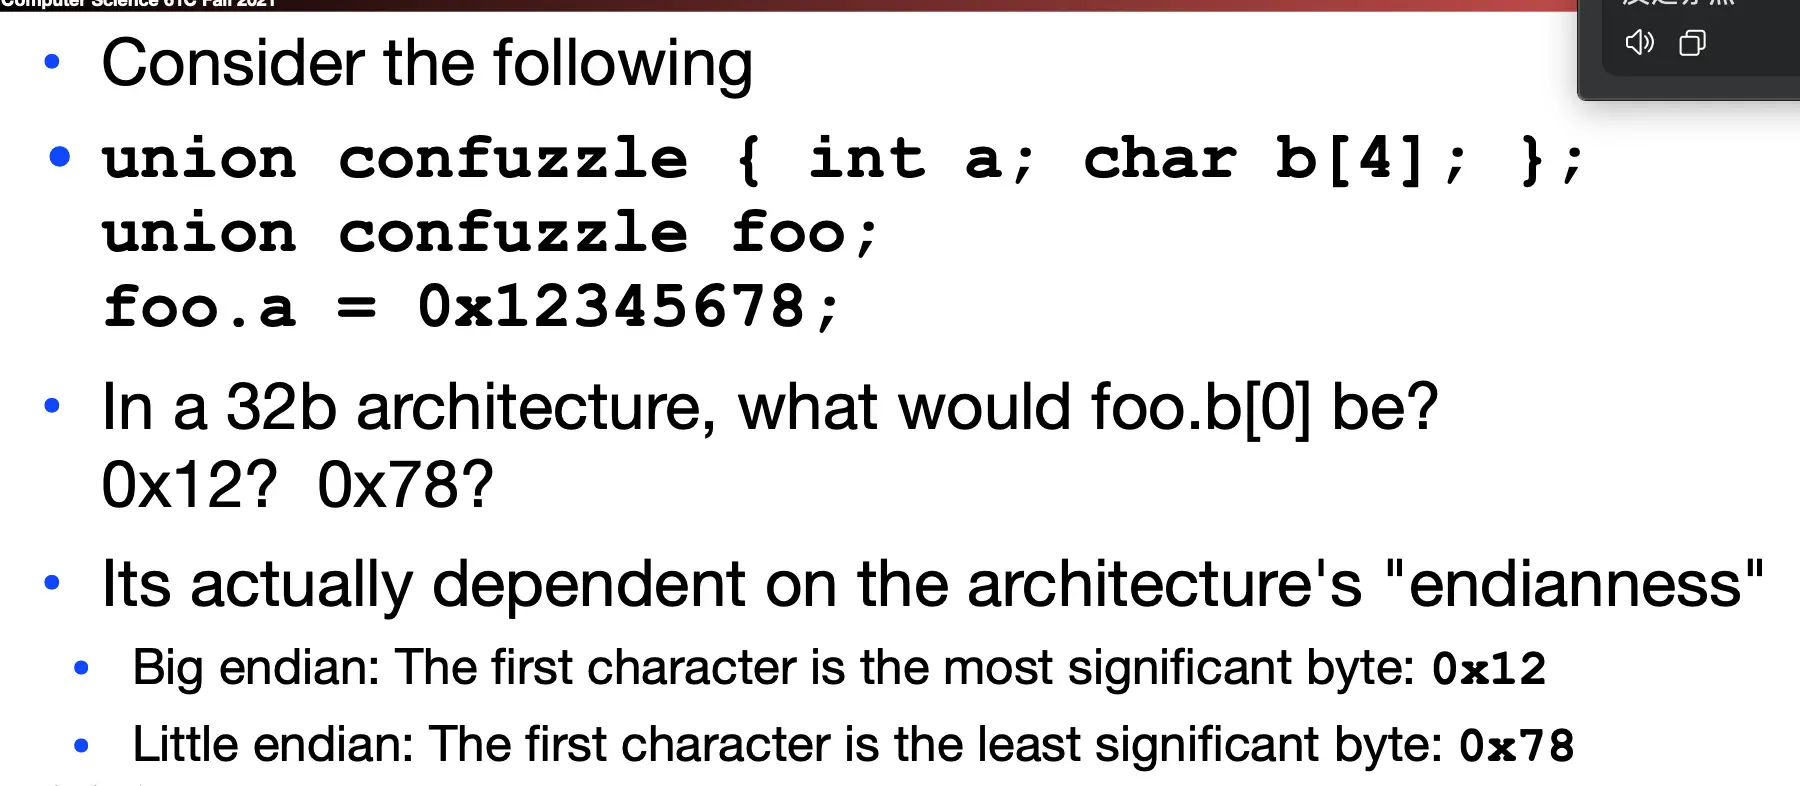 Computer Science 61C Fall 2021
• Consider the following
• union confuzzle { int a; char b[4]; };
union confuzzle foo;
foo.a = 0x12345678;
• In a 32b architecture, what would foo.b[0] be?
0x12? 0x78?
• Its actually dependent on the architecture's "endianness"
• Big endian: The first character is the most significant byte: 0x12
• Little endian: The first character is the least significant byte: 0x78